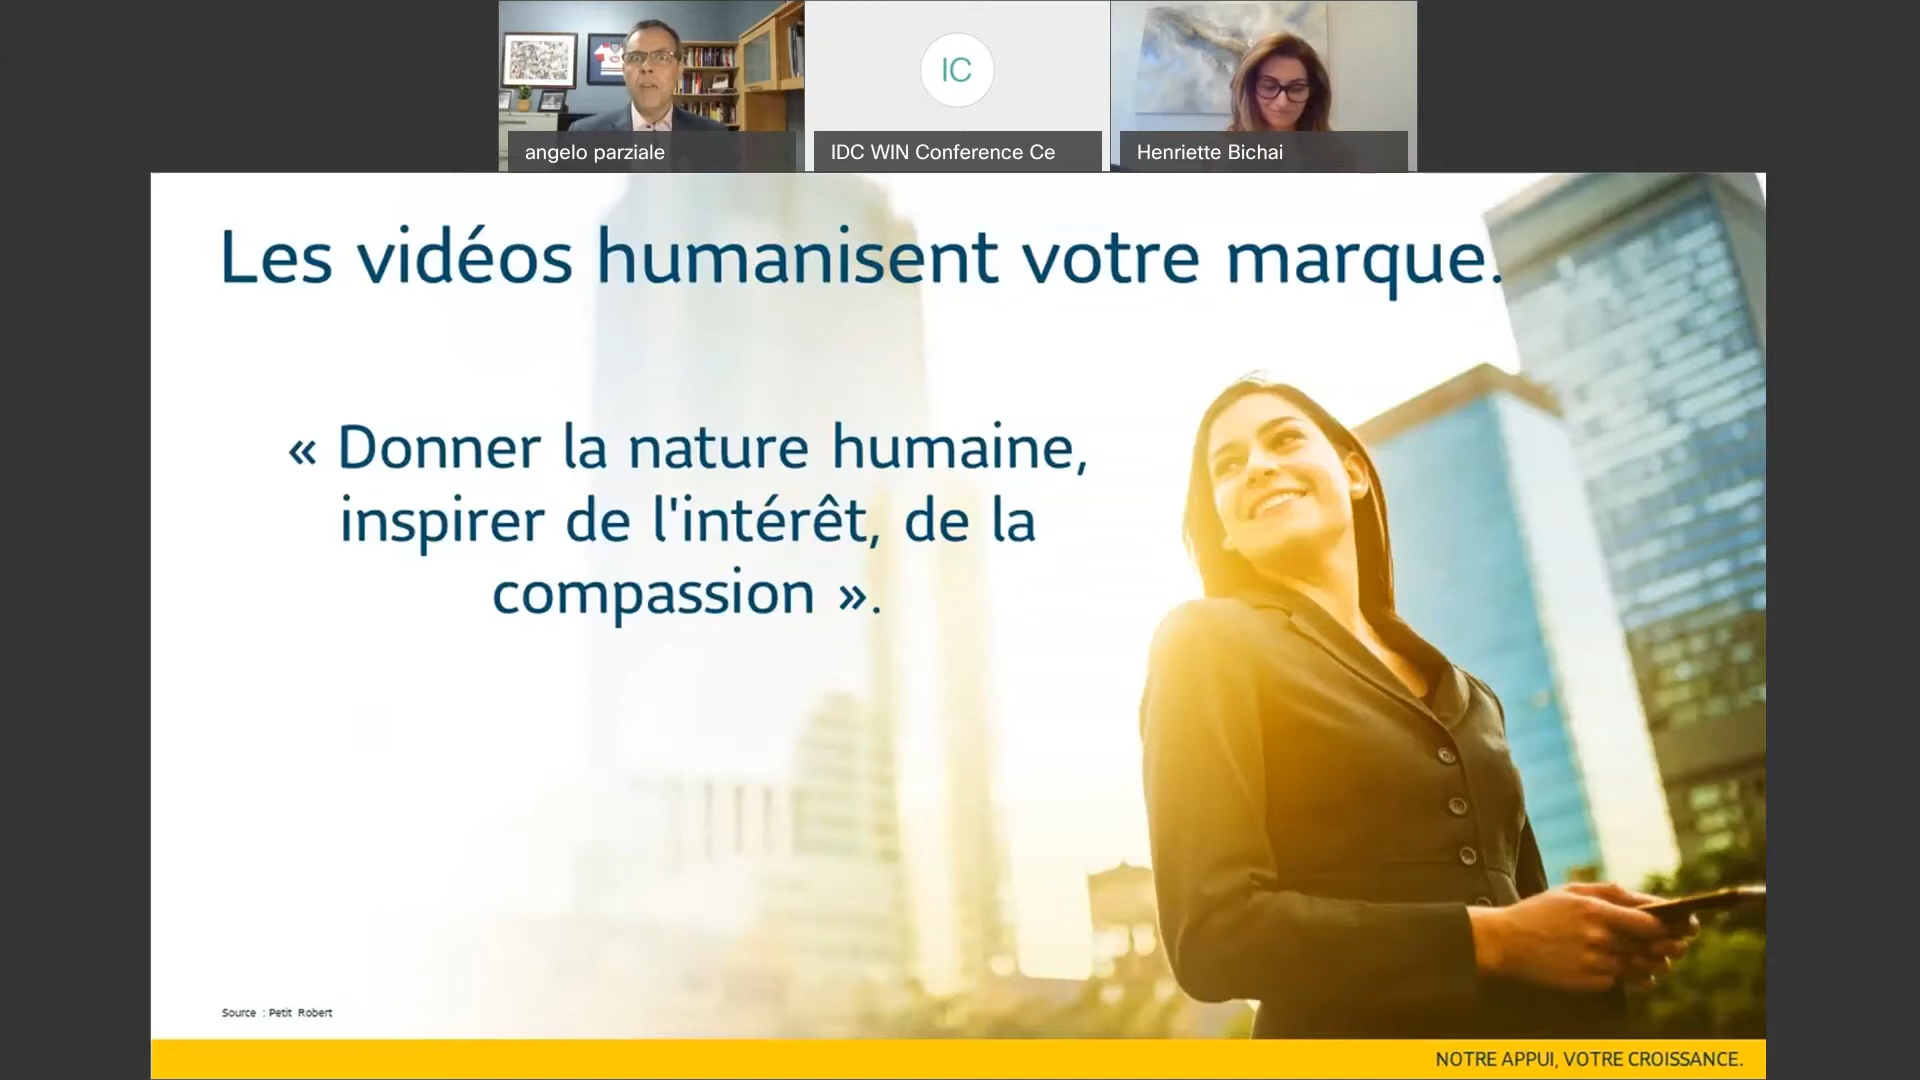 IC
angelo parziale
IDC WIN Conference Ce
Henriette Bichai
Les vidéos humanisent votre marque.
« Donner la nature humaine,
inspirer de l'intérêt, de la
compassion ».
Source : Petit Robert
NOTRE APPUI, VOTRE CROISSANCE.